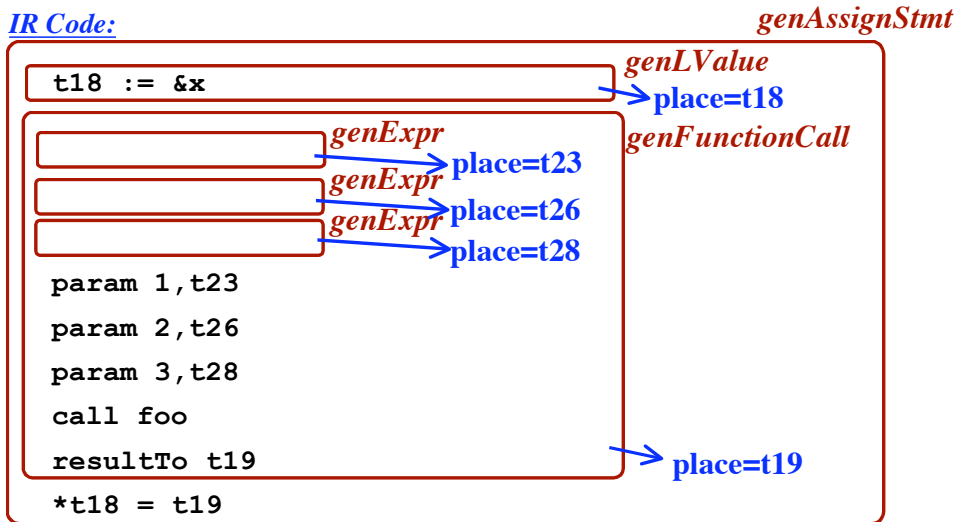 IR Code:
genAssignStmt
t18 := &x
genLValue
place=t18
genFunctionCall
genExpr
place=t23
genExpr
place=t26
genExpr
place=t28
param 1,t23
param 2,t26
param 3,t28
call foo
resultTo t19
place=t19
*t18 = t19